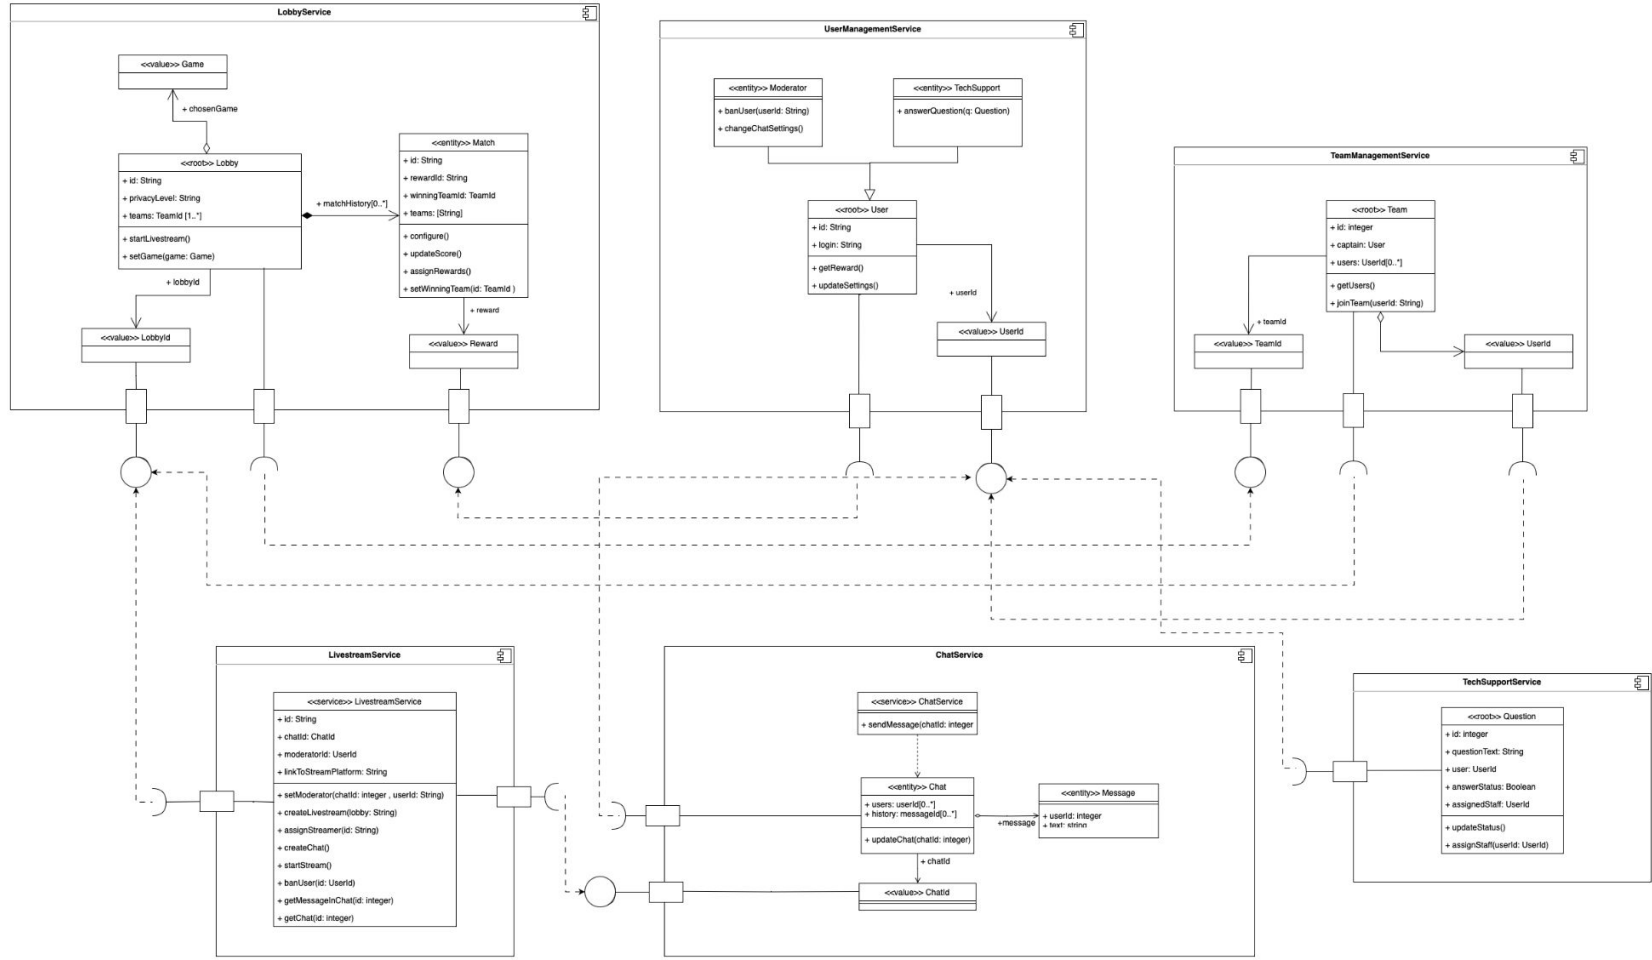 LobbyService
<<value>> Game
+ chosenGame
<<root>> Lobby
+ id: String
+ privacyLevel: String
+ teams: TeamId [1..*]
+ startLivestream()
+ setGame(game: Game)
+ matchHistory[0..*]
<<entity>> Match
+ id: String
+ rewardId: String
+ winningTeamId: TeamId
+ teams: [String]
+ configure()
+ updateScore()
+ assignRewards()
+ setWinningTeam(id: TeamId )
+ lobbyId
+ reward
<<value>> LobbyId
<<value>> Reward
UserManagementService
<<entity>> Moderator
+ banUser(userId: String)
+ changeChatSettings()
<<entity>> TechSupport
+ answerQuestion(q: Question)
<<root>> User
+ id: String
+ login: String
+ getReward()
+ updateSettings()
+ userId
<<value>> UserId
TeamManagementService
<<root>> Team
+ id: integer
+ captain: User
+ users: UserId[0..*]
+ getUsers()
+ joinTeam(userId: String)
+ teamId
<<value>> TeamId
<<value>> UserId
LivestreamService
<<service>> LivestreamService
+ id: String
+ chatId: ChatId
+ moderatorId: UserId
+ linkToStreamPlatform: String
+ setModerator(chatId: integer , userId: String)
+ createLivestream(lobby: String)
+ assignStreamer(id: String)
+ createChat()
+ startStream()
+ banUser(id: UserId)
+ getMessageInChat(id: integer)
+ getChat(id: integer)
ChatService
<<service>> ChatService
+ sendMessage(chatId: integer
<<entity>> Chat
+ users: userId[0..*]
+ history: messageId[0..*]
+ updateChat(chatId: integer)
+message
<<entity>> Message
+ userId: integer
+ text: string
+ chatId
<<value>> ChatId
TechSupportService
<<root>> Question
+ id: integer
+ questionText: String
+ user: UserId
+ answerStatus: Boolean
+ assignedStaff: UserId
+ updateStatus()
+ assignStaff(userId: UserId)